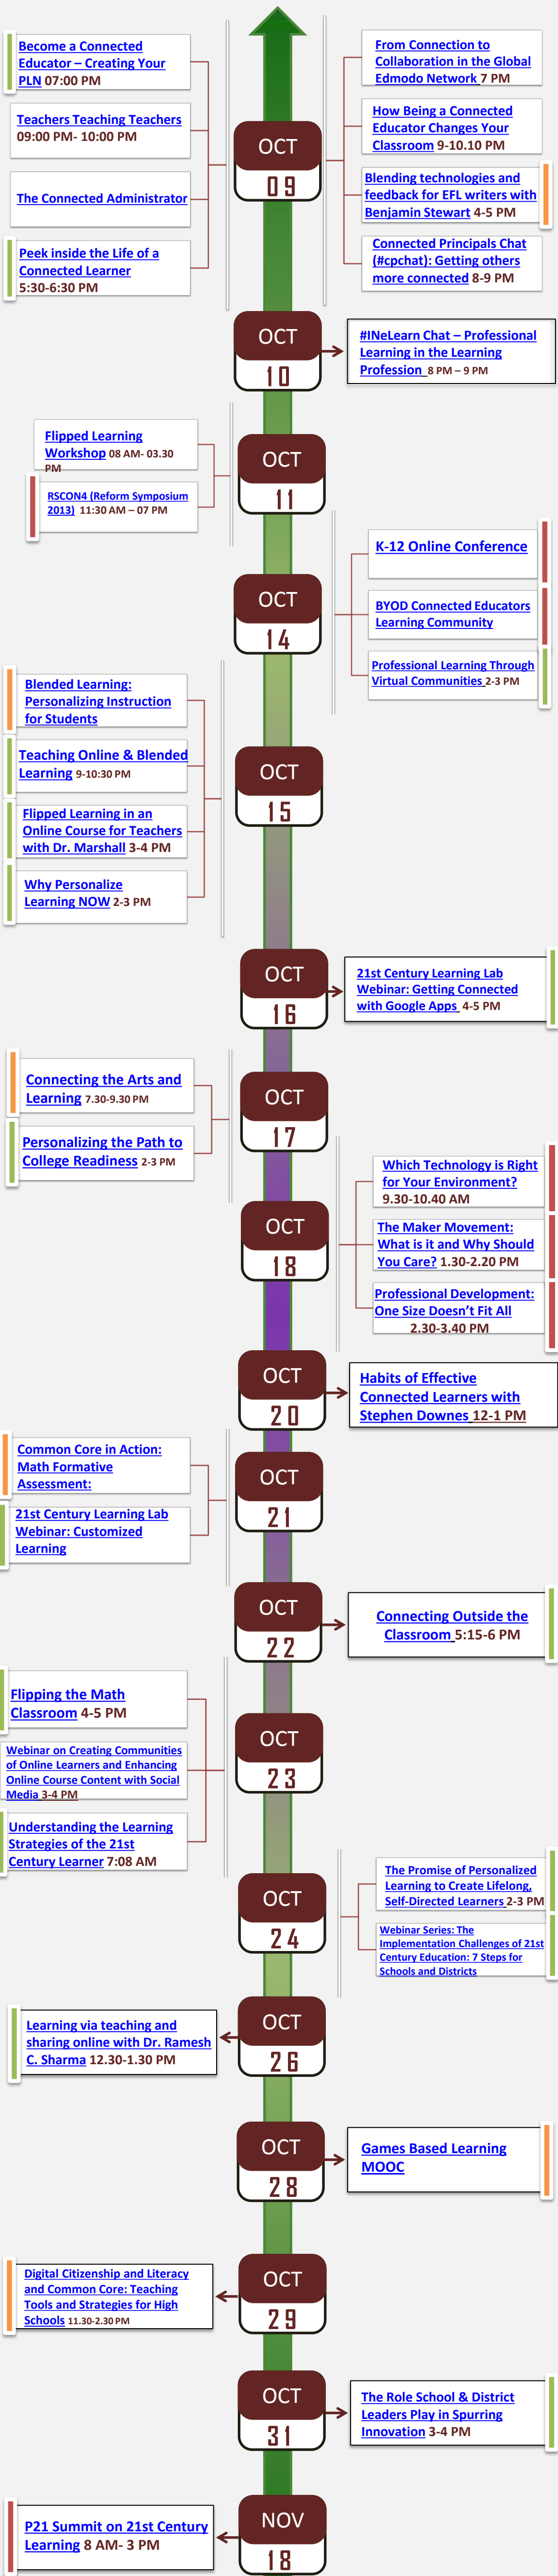 Become a Connected
Educator – Creating Your
PLN 07:00 PM
Teachers Teaching Teachers
09:00 PM- 10:00 PM
The Connected Administrator
Peek inside the Life of a
Connected Learner
5:30-6:30 PM
OCT
09
From Connection to
Collaboration in the Global
Edmodo Network 7 PM
How Being a Connected
Educator Changes Your
Classroom 9-10.10 PM
Blending technologies and
feedback for EFL writers with
Benjamin Stewart 4-5 PM
Connected Principals Chat
(#cpchat): Getting others
more connected 8-9 PM
OCT
10
#INeLearn Chat – Professional
Learning in the Learning
Profession 8 PM – 9 PM
Flipped Learning
Workshop 08 AM- 03.30
PM
RSCON4 (Reform Symposium
2013) 11:30 AM – 07 PM
OCT
11
OCT
14
K-12 Online Conference
BYOD Connected Educators
Learning Community
Professional Learning Through
Virtual Communities 2-3 PM
Blended Learning:
Personalizing Instruction
for Students
Teaching Online & Blended
Learning 9-10:30 PM
Flipped Learning in an
Online Course for Teachers
with Dr. Marshall 3-4 PM
Why Personalize
Learning NOW 2-3 PM
OCT
15
OCT
16
21st Century Learning Lab
Webinar: Getting Connected
with Google Apps 4-5 PM
Connecting the Arts and
Learning 7.30-9.30 PM
Personalizing the Path to
College Readiness 2-3 PM
OCT
17
OCT
18
Which Technology is Right
for Your Environment?
9.30-10.40 AM
The Maker Movement:
What is it and Why Should
You Care? 1.30-2.20 PM
Professional Development:
One Size Doesn’t Fit All
2.30-3.40 PM
OCT
20
Habits of Effective
Connected Learners with
Stephen Downes 12-1 PM
Common Core in Action:
Math Formative
Assessment:
21st Century Learning Lab
Webinar: Customized
Learning
OCT
21
OCT
22
Connecting Outside the
Classroom 5:15-6 PM
Flipping the Math
Classroom 4-5 PM
Webinar on Creating Communities
of Online Learners and Enhancing
Online Course Content with Social
Media 3-4 PM
Understanding the Learning
Strategies of the 21st
Century Learner 7:08 AM
OCT
23
OCT
24
The Promise of Personalized
Learning to Create Lifelong,
Self-Directed Learners 2-3 PM
Webinar Series: The
Implementation Challenges of 21st
Century Education: 7 Steps for
Schools and Districts
Learning via teaching and
sharing online with Dr. Ramesh
C. Sharma 12.30-1.30 PM
OCT
26
OCT
28
Games Based Learning
MOOC
Digital Citizenship and Literacy
and Common Core: Teaching
Tools and Strategies for High
Schools 11.30-2.30 PM
OCT
29
OCT
31
The Role School & District
Leaders Play in Spurring
Innovation 3-4 PM
P21 Summit on 21st Century
Learning 8 AM- 3 PM
NOV
18